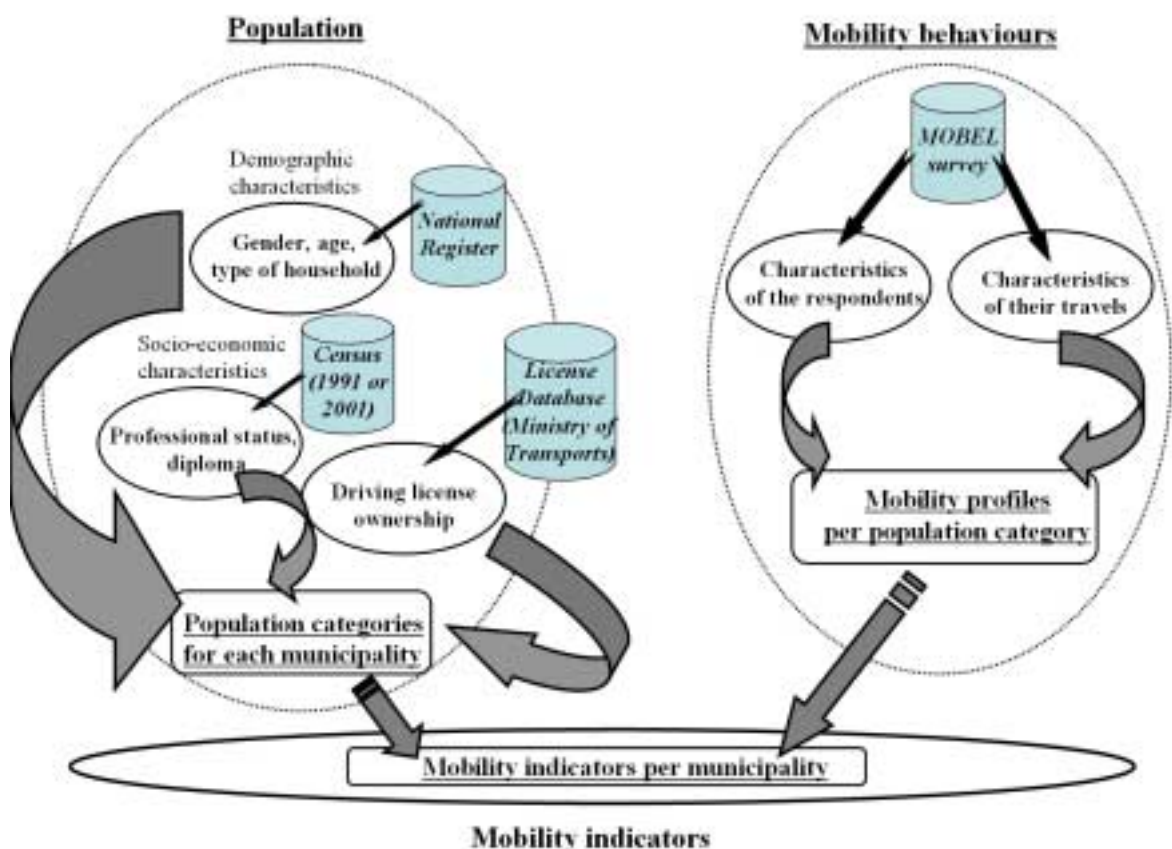 Population
Mobility behaviours
MOBEL
survey
Demographic
characteristics
National
Register
Gender, age,
type of household
Characteristics
of the respondents
Characteristics
of their travels
Socio-economic
characteristics
Census
(1991 or
2001)
License
Database
(Ministry of
Transports)
Professional status,
diploma
Driving license
ownership
Mobility profiles
per population category
Population categories
for each municipality
Mobility indicators per municipality
Mobility indicators